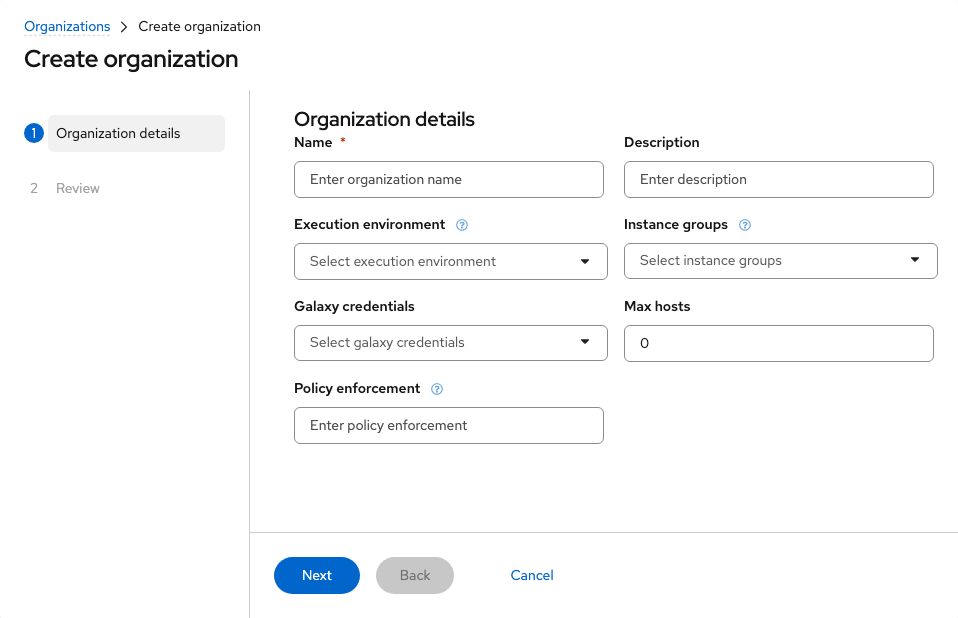 Organizations > Create organization
Create organization
1 Organization details
2 Review
Organization details
Name * Description
Enter organization name Enter description
Execution environment ? Instance groups ?
Select execution environment Select instance groups
Galaxy credentials Max hosts
Select galaxy credentials 0
Policy enforcement ?
Enter policy enforcement
Next Back Cancel